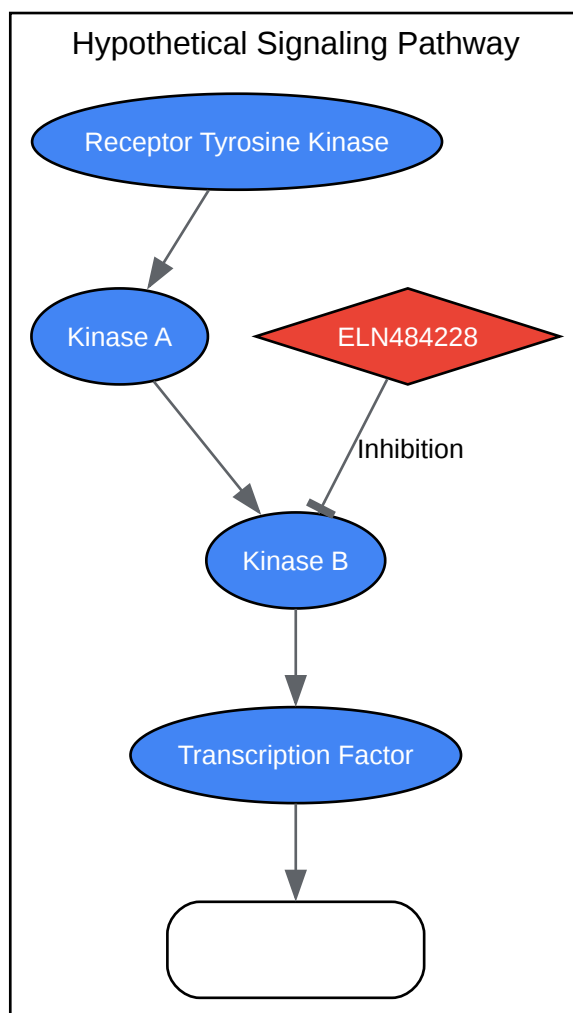 Hypothetical Signaling Pathway
Receptor Tyrosine Kinase
Kinase A
ELN484228
Inhibition
Kinase B
Transcription Factor